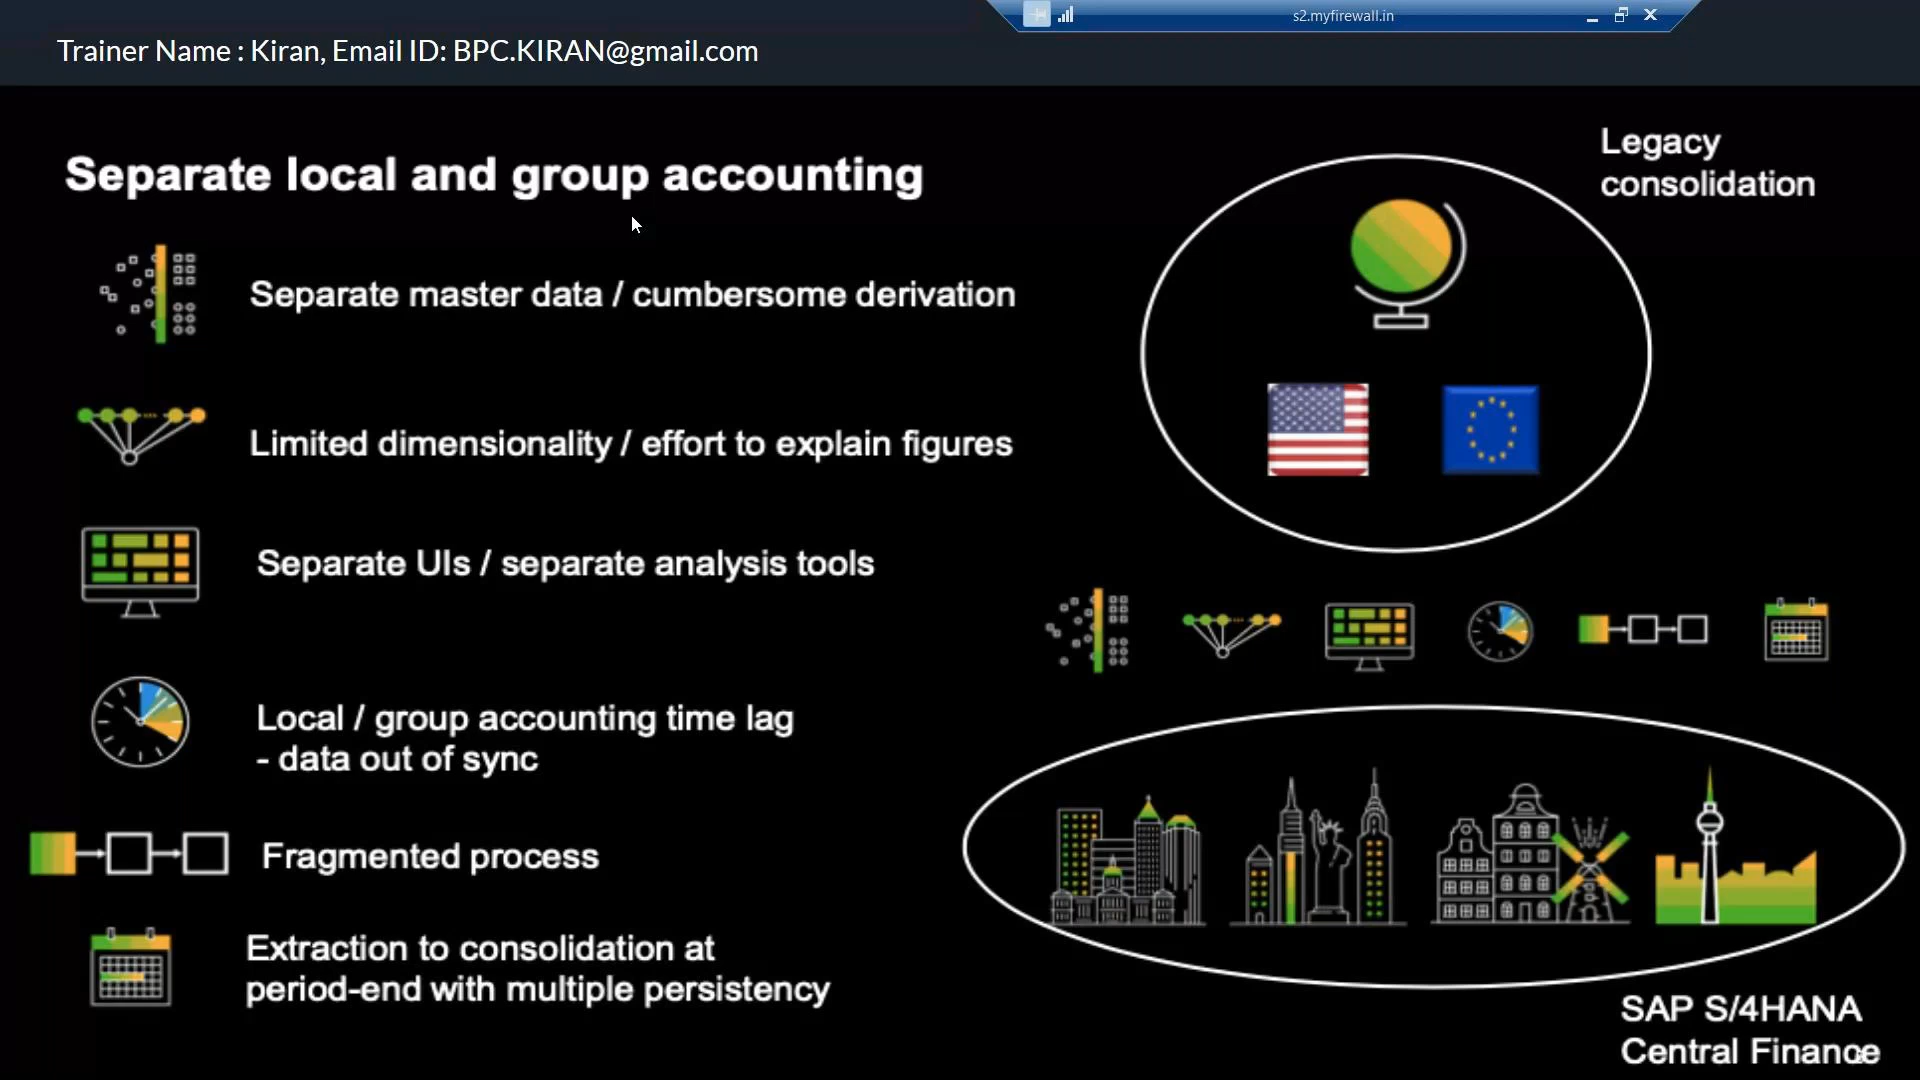 s2.myfirewall.in
Trainer Name : Kiran, Email ID: BPC.KIRAN@gmail.com
Separate local and group accounting
Separate master data / cumbersome derivation
Limited dimensionality / effort to explain figures
Separate UIs / separate analysis tools
Local / group accounting time lag
- data out of sync
Fragmented process
Extraction to consolidation at
period-end with multiple persistency
Legacy
consolidation
SAP S/4HANA
Central Finance